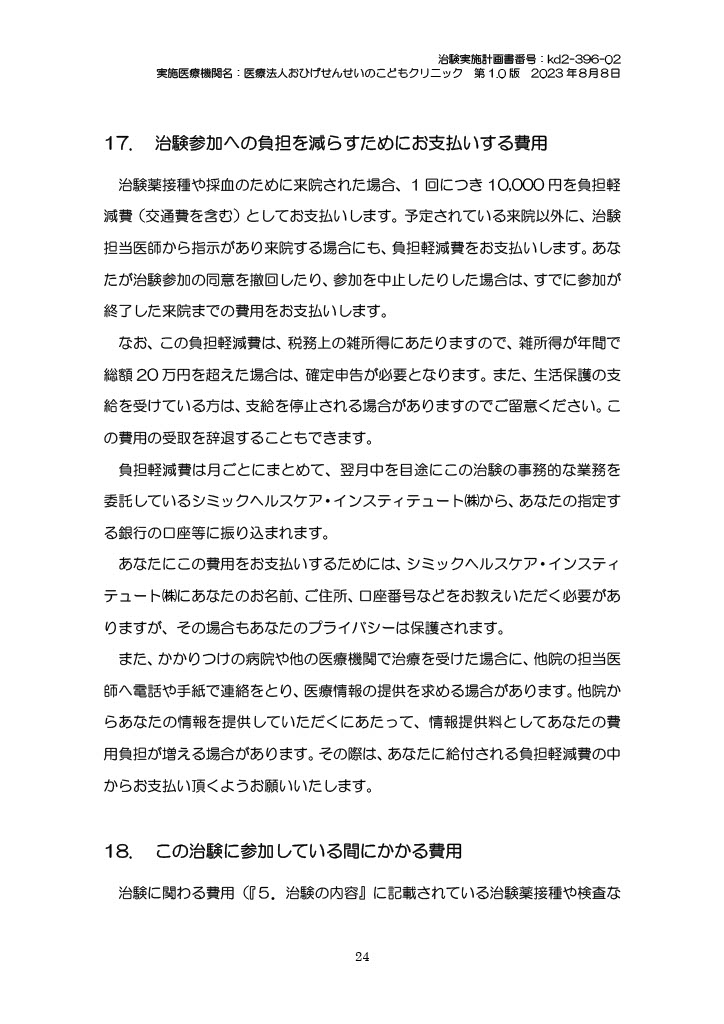 治験実施計画書番号：kd2-396-02
実施医療機関名：医療法人おひげせんせいのこどもクリニック　第1.0版　2023年8月8日
17.　治験参加への負担を減らすためにお支払いする費用
治験薬接種や採血のために来院された場合、1回につき10,000円を負担軽
減費（交通費を含む）としてお支払いします。予定されている来院以外に、治験
担当医師から指示があり来院する場合にも、負担軽減費をお支払いします。あな
たが治験参加の同意を撤回したり、参加を中止したりした場合は、すでに参加が
終了した来院までの費用をお支払いします。
なお、この負担軽減費は、税務上の雑所得にあたりますので、雑所得が年間で
総額20万円を超えた場合は、確定申告が必要となります。また、生活保護の支
給を受けている方は、支給を停止される場合がありますのでご留意ください。こ
の費用の受取を辞退することもできます。
負担軽減費は月ごとにまとめて、翌月中を目途にこの治験の事務的な業務を
委託しているシミックヘルスケア・インスティテュート㈱から、あなたの指定す
る銀行の口座等に振り込まれます。
あなたにこの費用をお支払いするためには、シミックヘルスケア・インスティ
テュート㈱にあなたのお名前、ご住所、口座番号などをお教えいただく必要があ
りますが、その場合もあなたのプライバシーは保護されます。
また、かかりつけの病院や他の医療機関で治療を受けた場合に、他院の担当医
師へ電話や手紙で連絡をとり、医療情報の提供を求める場合があります。他院か
らあなたの情報を提供していただくにあたって、情報提供料としてあなたの費
用負担が増える場合があります。その際は、あなたに給付される負担軽減費の中
からお支払い頂くようお願いいたします。
18.　この治験に参加している間にかかる費用
治験に関わる費用（『5．治験の内容』に記載されている治験薬接種や検査な
24